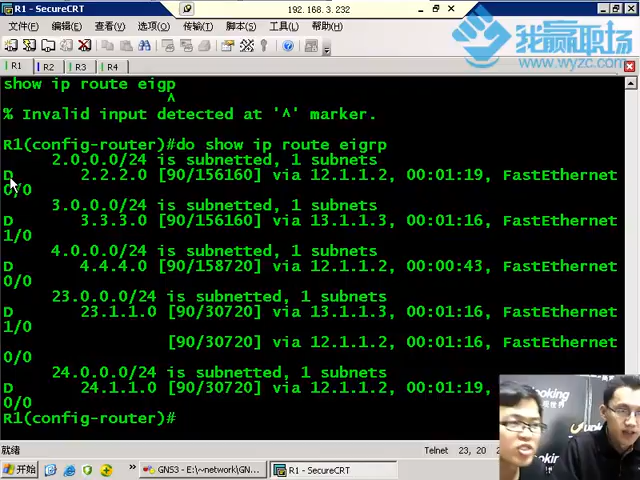 R1 - SecureCRT
192.168.3.232
文件(F) 编辑(E) 查看(V) 选项(O) 传输(T) 脚本(S) 工具(L) 帮助(H)
我赢职场
www.wyzc.com
R1 R2 R3 R4
show ip route eigp
^
% Invalid input detected at '^' marker.
R1(config-router)#do show ip route eigrp
2.0.0.0/24 is subnetted, 1 subnets
D 2.2.2.0 [90/156160] via 12.1.1.2, 00:01:19, FastEthernet
0/0
3.0.0.0/24 is subnetted, 1 subnets
D 3.3.3.0 [90/156160] via 13.1.1.3, 00:01:16, FastEthernet
1/0
4.0.0.0/24 is subnetted, 1 subnets
D 4.4.4.0 [90/158720] via 12.1.1.2, 00:00:43, FastEthernet
0/0
23.0.0.0/24 is subnetted, 1 subnets
D 23.1.1.0 [90/30720] via 13.1.1.3, 00:01:16, FastEthernet
1/0
[90/30720] via 12.1.1.2, 00:01:16, FastEthernet
0/0
24.0.0.0/24 is subnetted, 1 subnets
D 24.1.1.0 [90/30720] via 12.1.1.2, 00:01:19,
0/0
R1(config-router)#
就绪
Telnet 23, 20
开始
GNS3 - E:\~network\GN...
R1 - SecureCRT